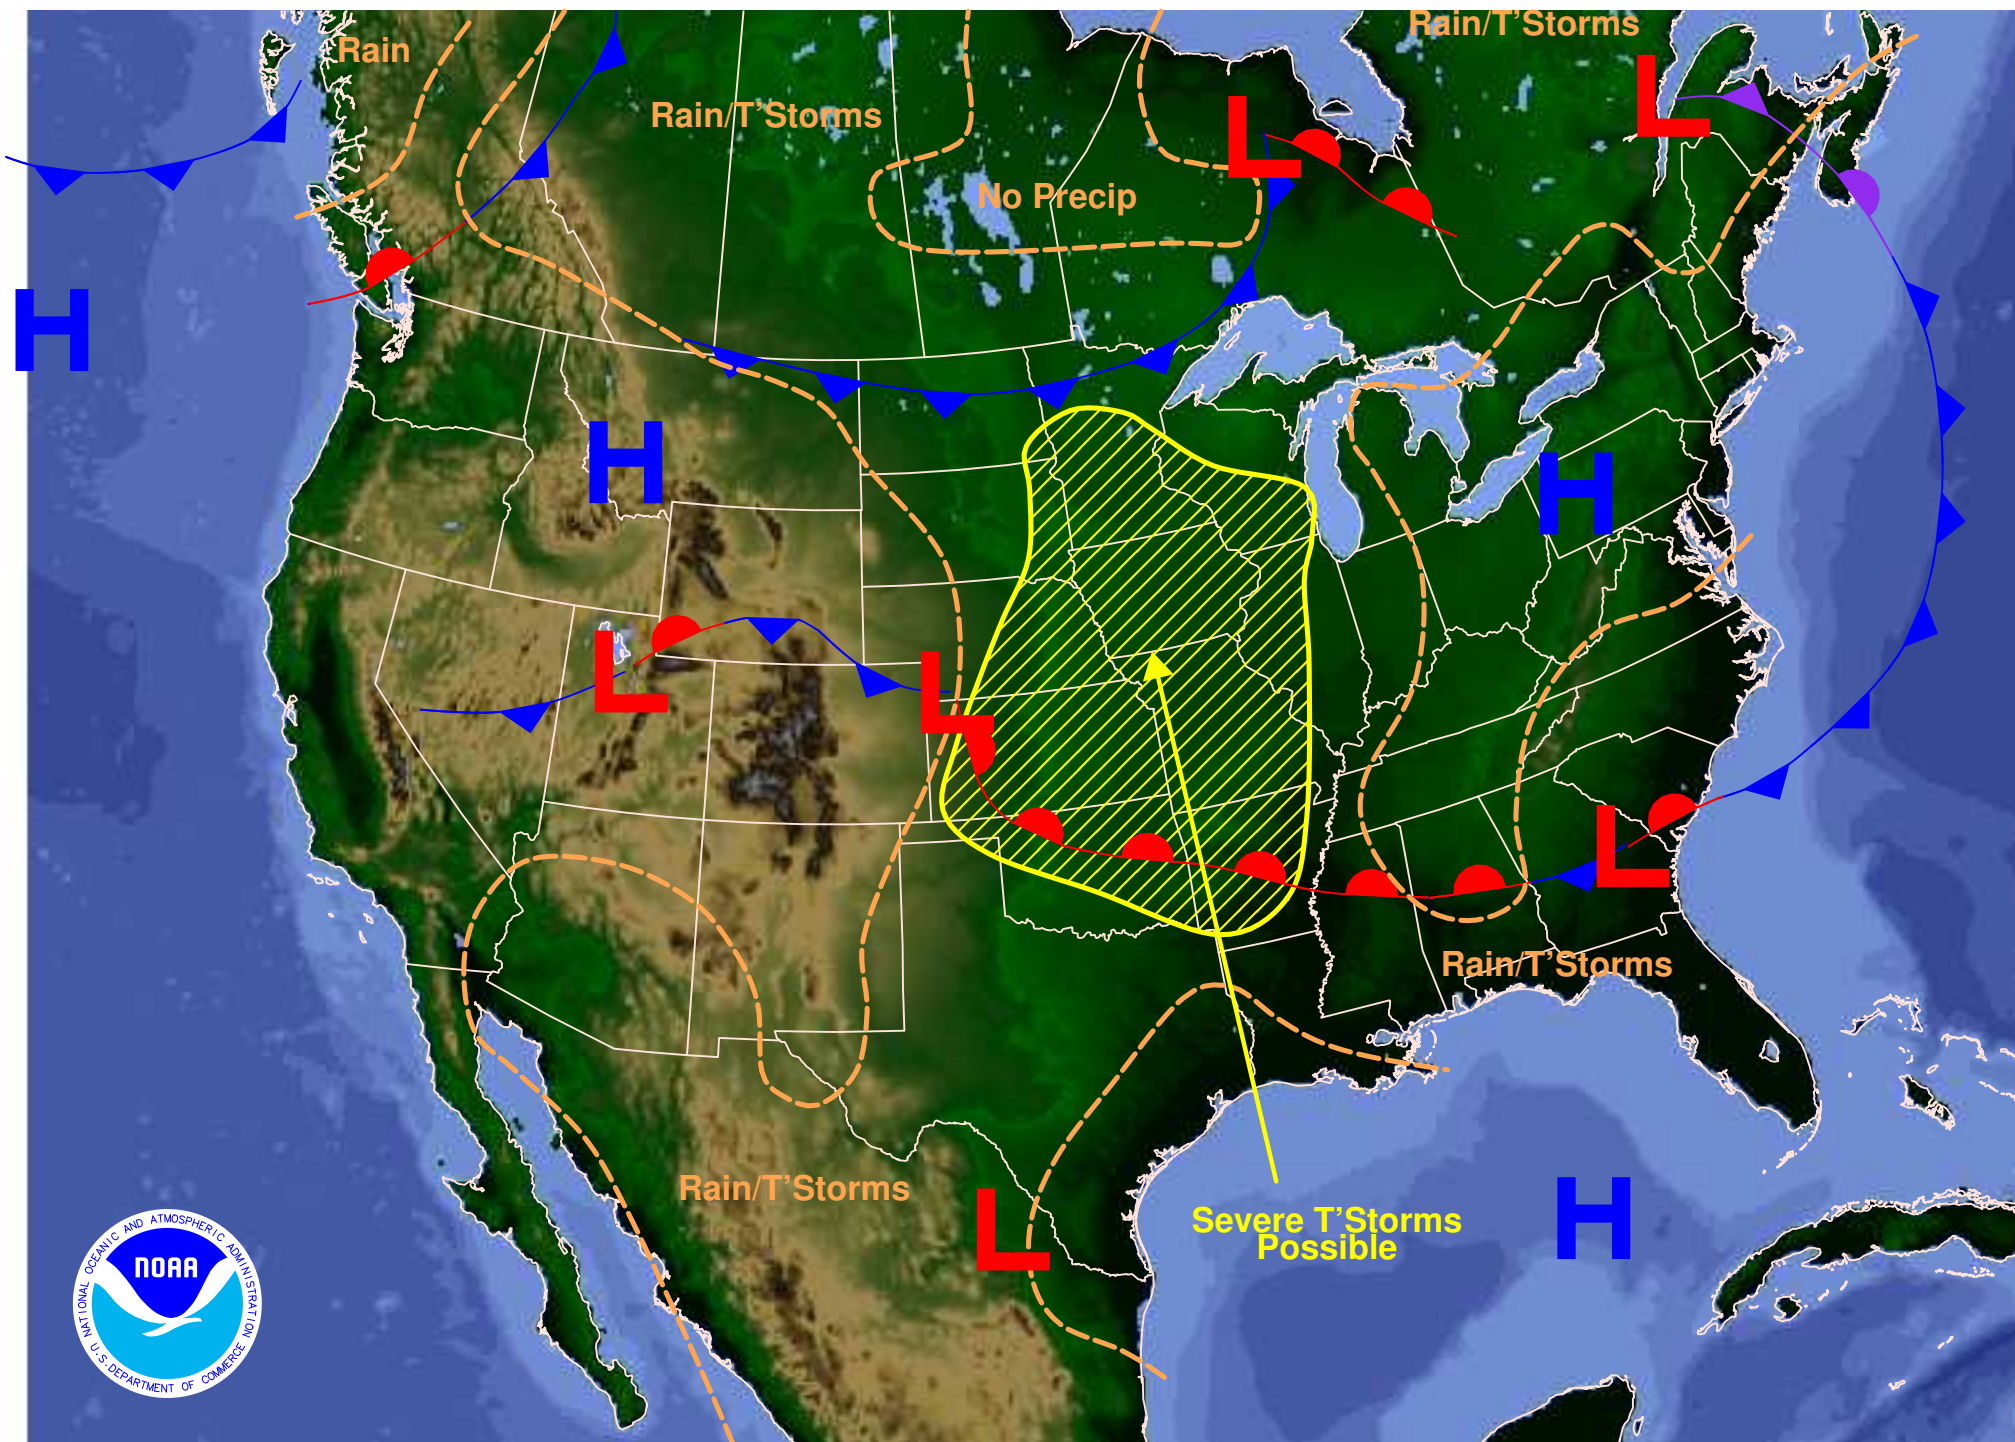 Rain/T'Storms
Rain
Rain/T'Storms
L
L
No Precip
H
H
H
L
L
L
Rain/T'Storms
Rain/T'Storms
L
H
Severe T'Storms
Possible
NOAA
NATIONAL OCEANIC AND ATMOSPHERIC ADMINISTRATION
U.S. DEPARTMENT OF COMMERCE